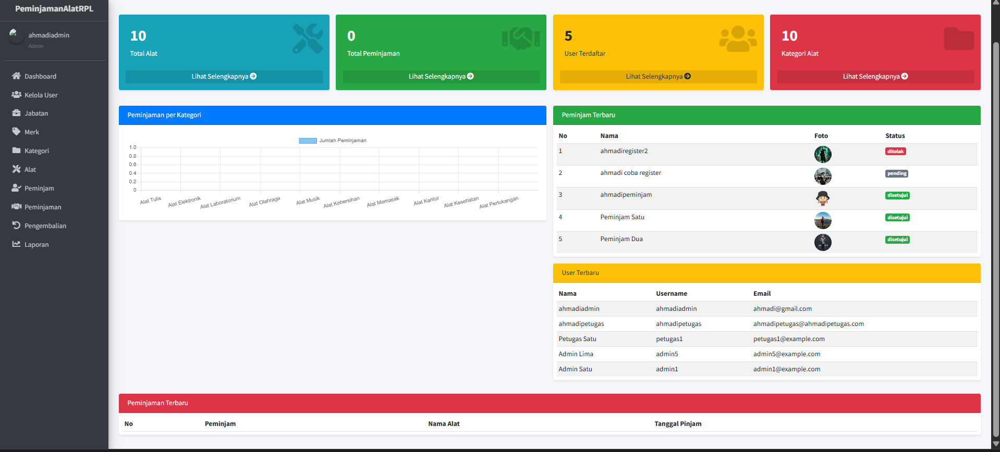 PeminjamanAlatRPL
ahmadiadmin
Admin
Dashboard
Kelola User
Jabatan
Merk
Kategori
Alat
Peminjam
Peminjaman
Pengembalian
Laporan
10
Total Alat
Lihat Selengkapnya
0
Total Peminjaman
Lihat Selengkapnya
5
User Terdaftar
Lihat Selengkapnya
10
Kategori Alat
Lihat Selengkapnya
Peminjaman per Kategori
Jumlah Peminjaman
1.0
0.8
0.6
0.4
0.2
0
Alat Tulis Alat Elektronik Alat Laboratorium Alat Olahraga Alat Musik Alat Kebersihan Alat Memasak Alat Kantor Alat Kesehatan Alat Pertukangan
Peminjam Terbaru
No Nama Foto Status
1 ahmadiregister2 ditolak
2 ahmadi coba register pending
3 ahmadipeminjam disetujui
4 Peminjam Satu disetujui
5 Peminjam Dua disetujui
User Terbaru
Nama Username Email
ahmadiadmin ahmadiadmin ahmadi@gmail.com
ahmadipetugas ahmadipetugas ahmadipetugas@ahmadipetugas.com
Petugas Satu petugas1 petugas1@example.com
Admin Lima admin5 admin5@example.com
Admin Satu admin1 admin1@example.com
Peminjaman Terbaru
No Peminjam Nama Alat Tanggal Pinjam